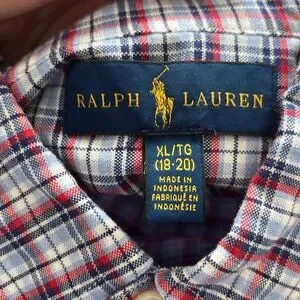 RALPH LAUREN
XL/TG
(18-20)
MADE IN
INDONESIA
FABRIQUÉ EN
INDONÉSIE